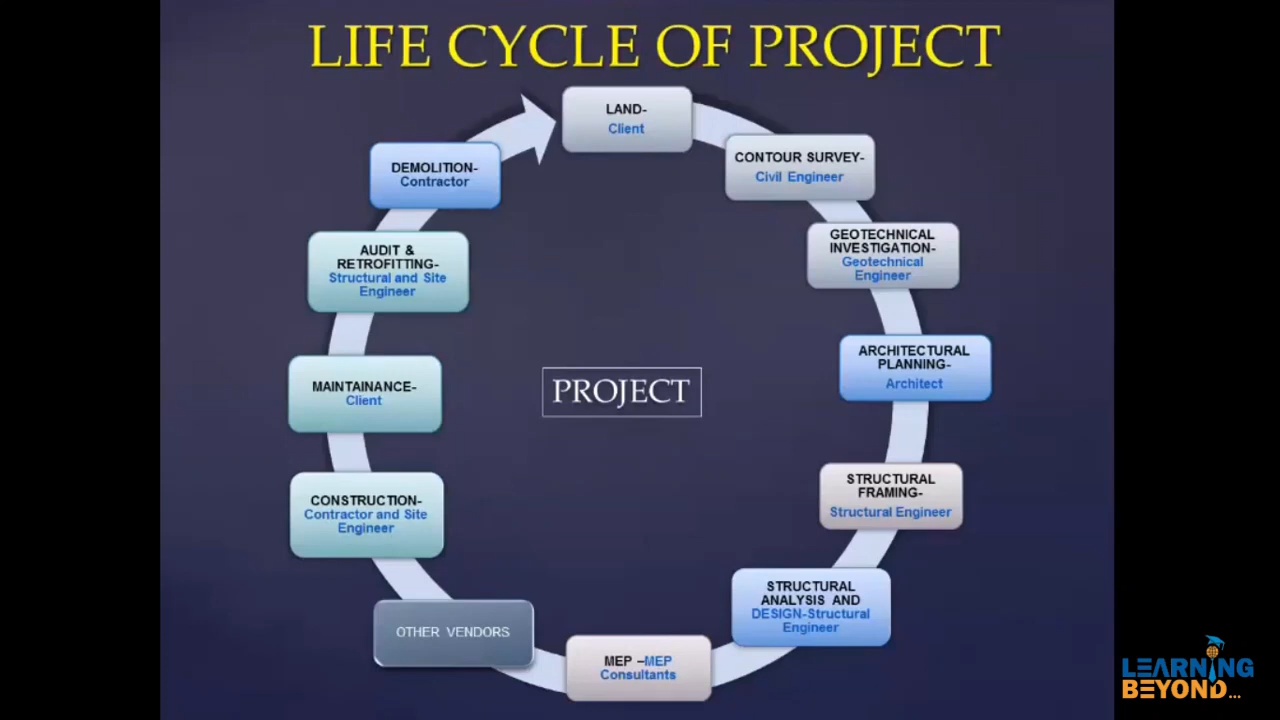 LIFE CYCLE OF PROJECT
LAND-
Client
CONTOUR SURVEY-
Civil Engineer
GEOTECHNICAL
INVESTIGATION-
Geotechnical
Engineer
ARCHITECTURAL
PLANNING-
Architect
STRUCTURAL
FRAMING-
Structural Engineer
STRUCTURAL
ANALYSIS AND
DESIGN-Structural
Engineer
MEP –MEP
Consultants
OTHER VENDORS
CONSTRUCTION-
Contractor and Site
Engineer
MAINTAINANCE-
Client
AUDIT &
RETROFITTING-
Structural and Site
Engineer
DEMOLITION-
Contractor
PROJECT
LEARNING
BEYOND...